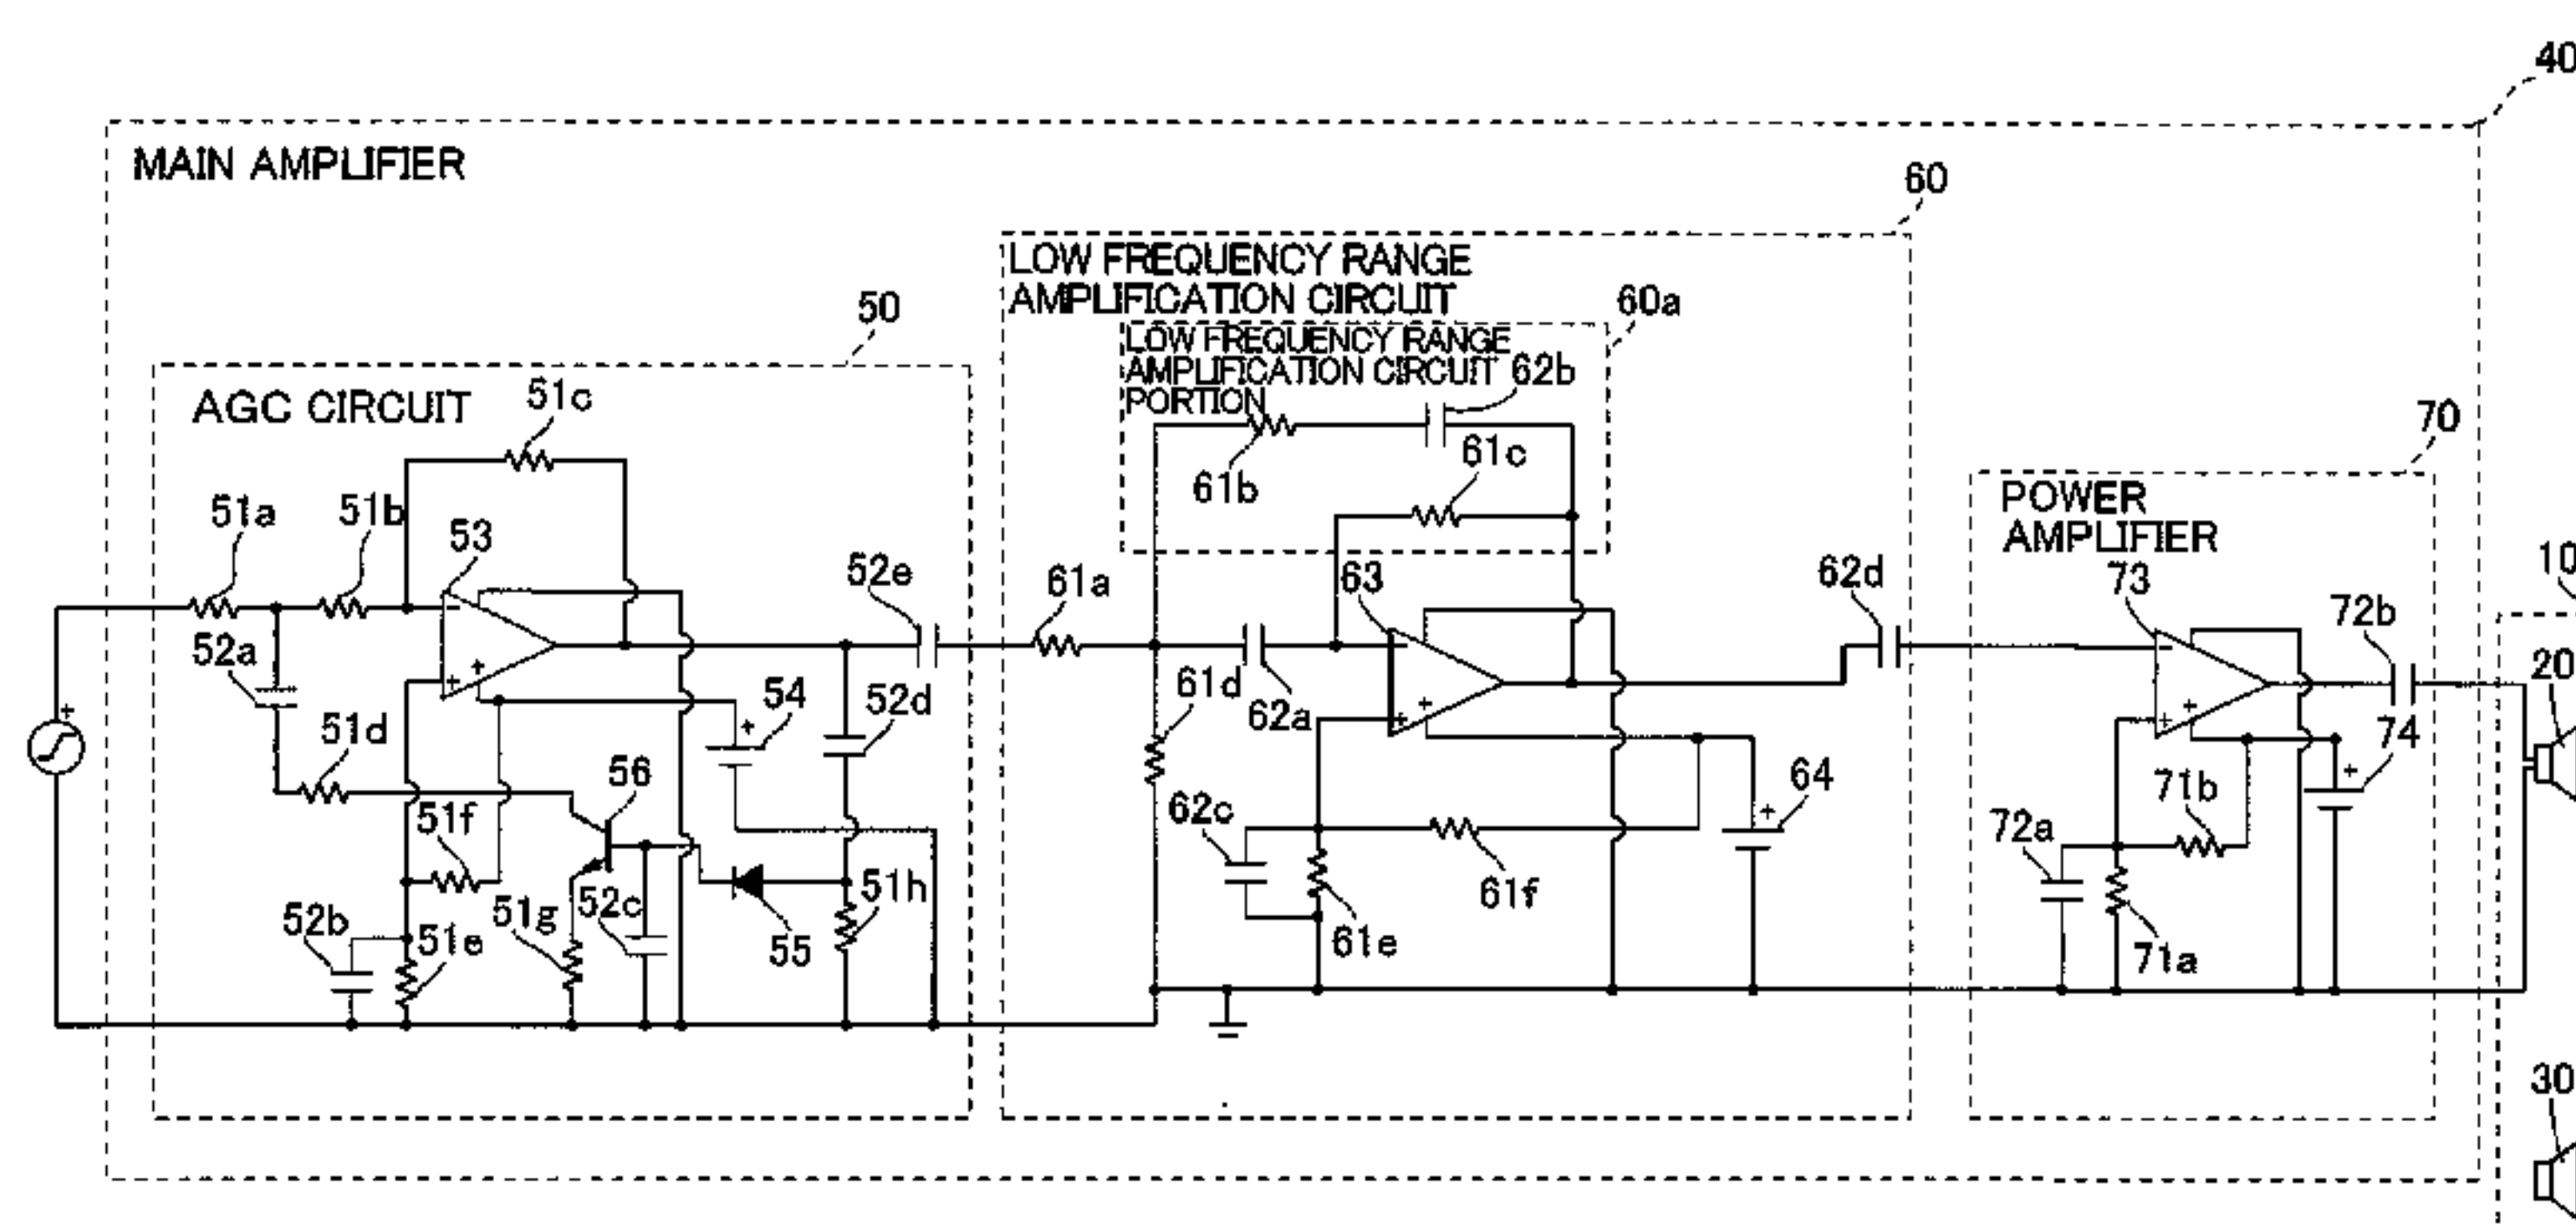 40
MAIN AMPLIFIER
60
LOW FREQUENCY RANGE
AMPLIFICATION CIRCUIT
60a
LOW FREQUENCY RANGE
AMPLIFICATION CIRCUIT
PORTION
62b
50
AGC CIRCUIT
51c
61c
61b
70
POWER
AMPLIFIER
51a
51b
53
52e
61a
63
62d
73
72b
10
20
52a
+
−
+
+
54
+
52d
61d
62a
−
+
+
−
+
+
74
+
51d
56
51f
62c
64
+
72a
71b
52b
51e
51g
52c
55
51h
61e
61f
71a
30